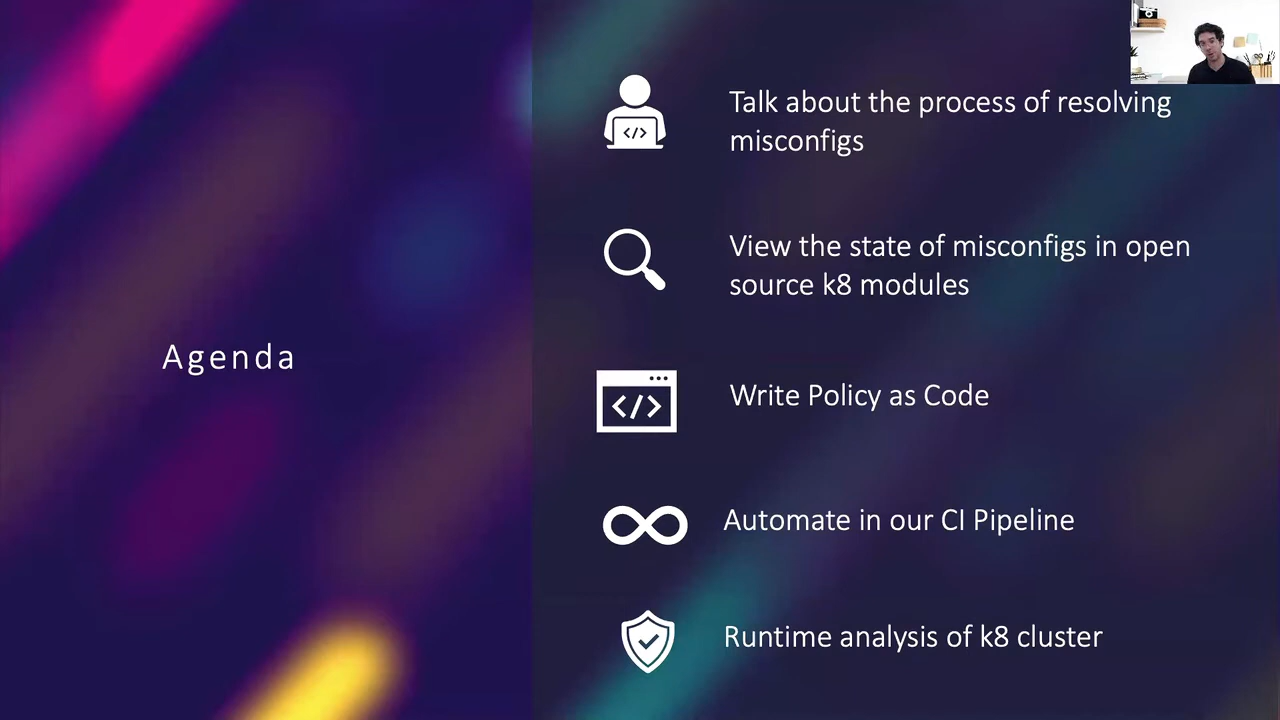 Agenda
Talk about the process of resolving
misconfigs
View the state of misconfigs in open
source k8 modules
</>
Write Policy as Code
Automate in our CI Pipeline
Runtime analysis of k8 cluster